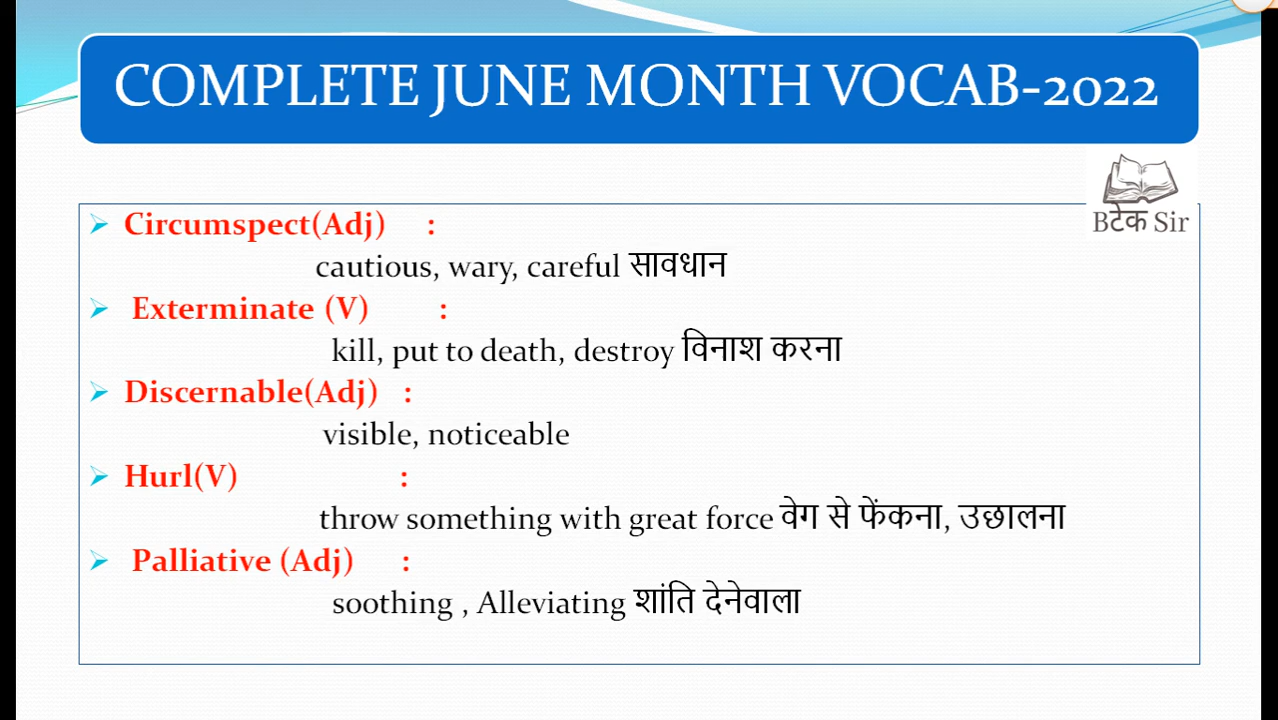 COMPLETE JUNE MONTH VOCAB-2022
Bटेक Sir
Circumspect(Adj) :
cautious, wary, careful सावधान
Exterminate (V) :
kill, put to death, destroy विनाश करना
Discernable(Adj) :
visible, noticeable
Hurl(V) :
throw something with great force वेग से फेंकना, उछालना
Palliative (Adj) :
soothing , Alleviating शांति देनेवाला